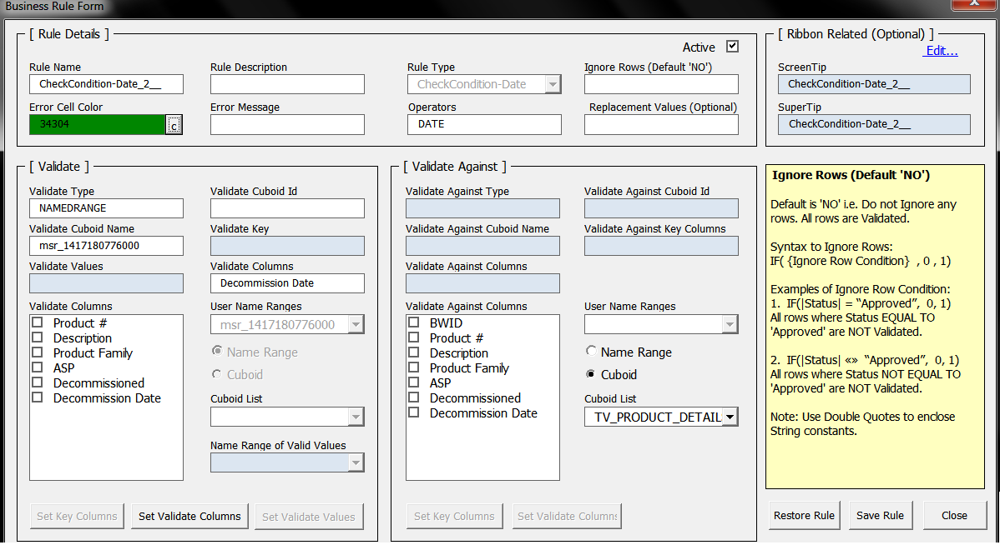 Business Rule Form
X
[ Rule Details ]
Active
Rule Name
Rule Description
Rule Type
Ignore Rows (Default 'NO')
CheckCondition-Date_2__
CheckCondition-Date
Error Cell Color
Error Message
Operators
Replacement Values (Optional)
34304
c
DATE
[ Ribbon Related (Optional) ]
Edit...
ScreenTip
CheckCondition-Date_2__
SuperTip
CheckCondition-Date_2__
[ Validate ]
Validate Type
Validate Cuboid Id
NAMEDRANGE
Validate Cuboid Name
Validate Key
msr_1417180776000
Validate Values
Validate Columns
Decommission Date
Validate Columns
User Name Ranges
Product #
Description
Product Family
ASP
Decommissioned
Decommission Date
msr_1417180776000
Name Range
Cuboid
Cuboid List
Name Range of Valid Values
Set Key Columns
Set Validate Columns
Set Validate Values
[ Validate Against ]
Validate Against Type
Validate Against Cuboid Id
Validate Against Cuboid Name
Validate Against Key Columns
Validate Against Columns
Validate Against Columns
User Name Ranges
BWID
Product #
Description
Product Family
ASP
Decommissioned
Decommission Date
Name Range
Cuboid
Cuboid List
TV_PRODUCT_DETAIL
Set Key Columns
Set Validate Columns
Ignore Rows (Default 'NO')
Default is 'NO' i.e. Do not Ignore any
rows. All rows are Validated.
Syntax to Ignore Rows:
IF( {Ignore Row Condition}  , 0 , 1)
Examples of Ignore Row Condition:
1.  IF(|Status| = “Approved”,  0, 1)
All rows where Status EQUAL TO
'Approved' are NOT Validated.
2.  IF(|Status| «»  “Approved”,  0, 1)
All rows where Status NOT EQUAL TO
'Approved' are NOT Validated.
Note: Use Double Quotes to enclose
String constants.
Restore Rule
Save Rule
Close